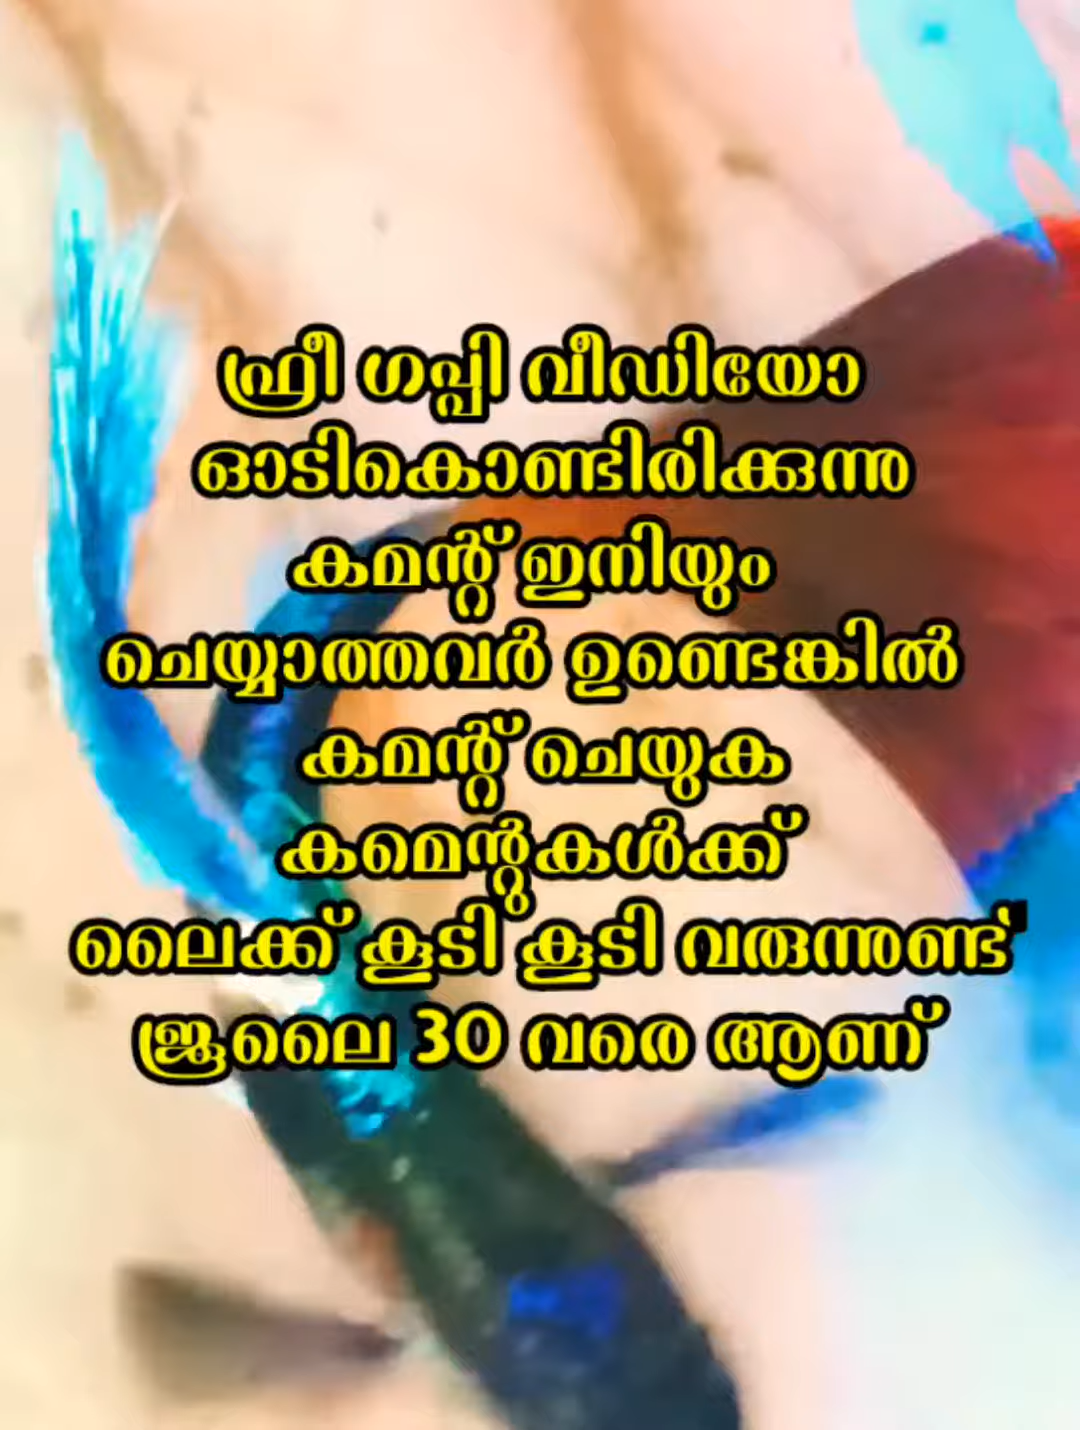 ഫ്രീ ഗപ്പി വീഡിയോ
ഓടികൊണ്ടിരിക്കുന്നു
കമന്റ് ഇനിയും
ചെയ്യാത്തവർ ഉണ്ടെങ്കിൽ
കമന്റ് ചെയ്യുക
കമെന്റുകൾക്ക്
ലൈക്ക് കൂടി കൂടി വരുന്നുണ്ട്
ജൂലൈ 30 വരെ ആണ്